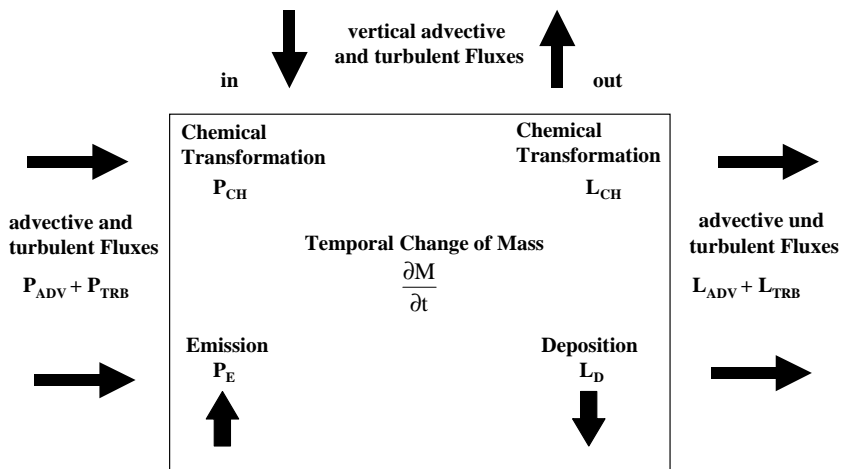 vertical advective
and turbulent Fluxes
in
out
Chemical
Transformation
P_CH
Chemical
Transformation
L_CH
advective and
turbulent Fluxes
P_ADV + P_TRB
Temporal Change of Mass
∂M
∂t
advective und
turbulent Fluxes
L_ADV + L_TRB
Emission
P_E
Deposition
L_D